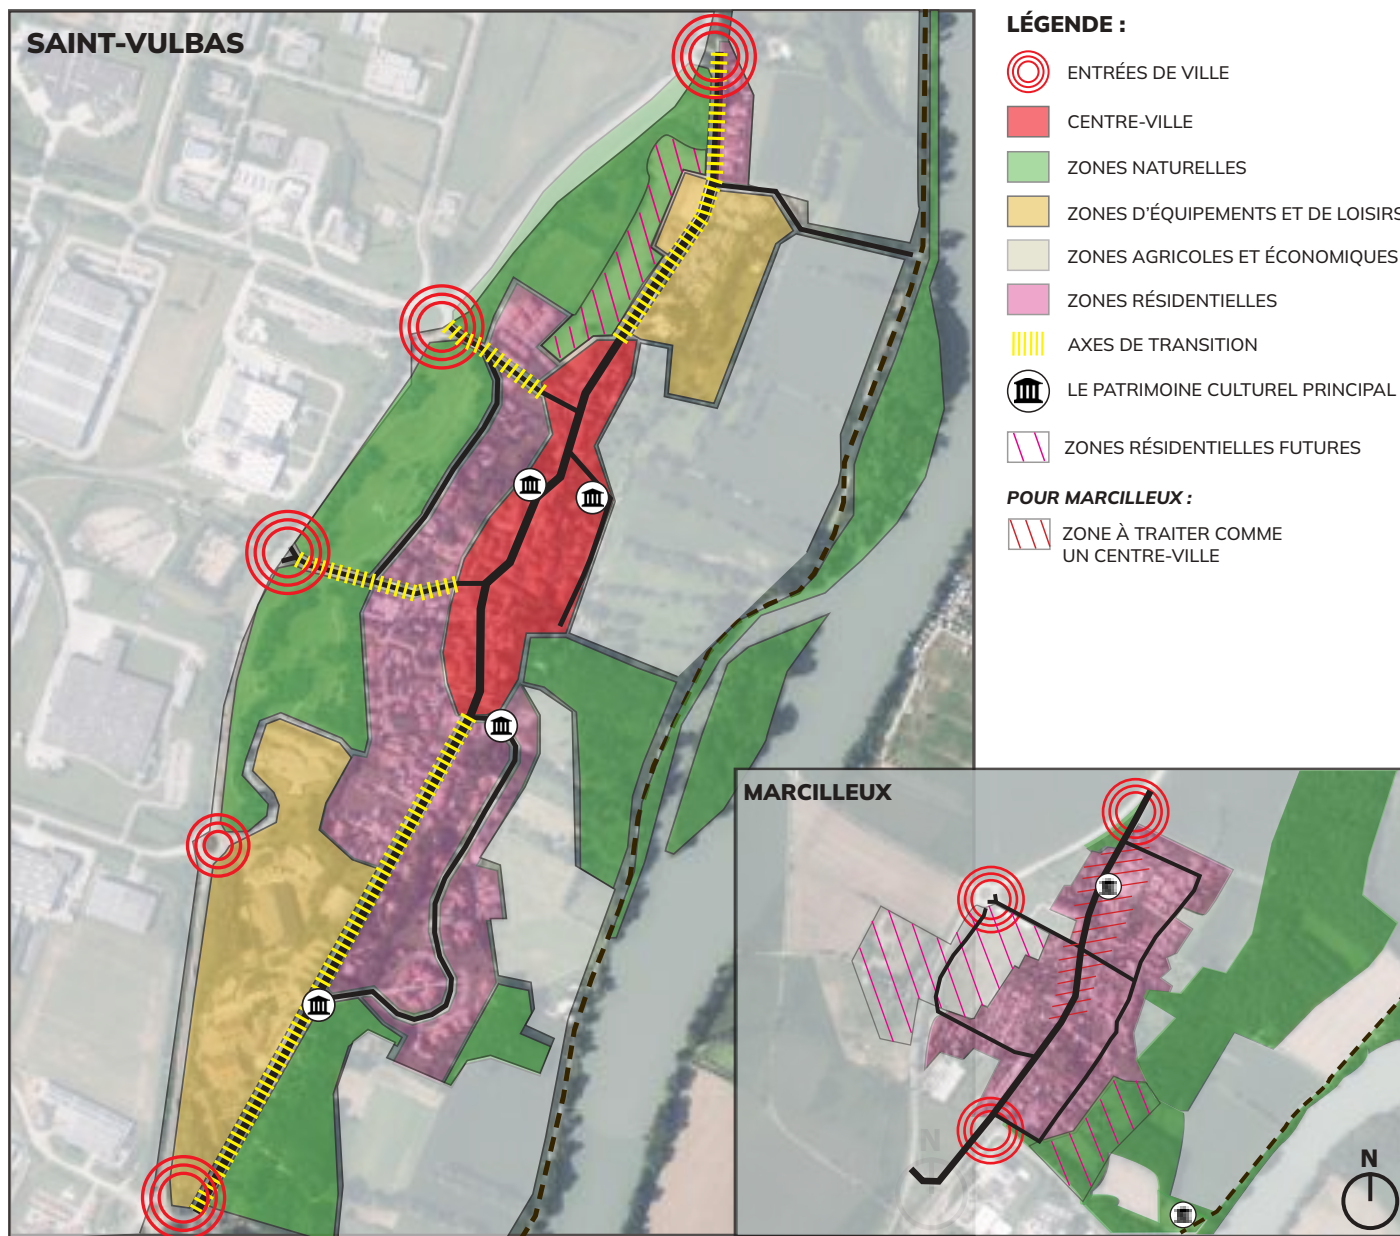 SAINT-VULBAS
LÉGENDE :
ENTRÉES DE VILLE
CENTRE-VILLE
ZONES NATURELLES
ZONES D'ÉQUIPEMENTS ET DE LOISIRS
ZONES AGRICOLES ET ÉCONOMIQUES
ZONES RÉSIDENTIELLES
AXES DE TRANSITION
LE PATRIMOINE CULTUREL PRINCIPAL
ZONES RÉSIDENTIELLES FUTURES
POUR MARCILLEUX :
ZONE À TRAITER COMME
UN CENTRE-VILLE
MARCILLEUX
N
N